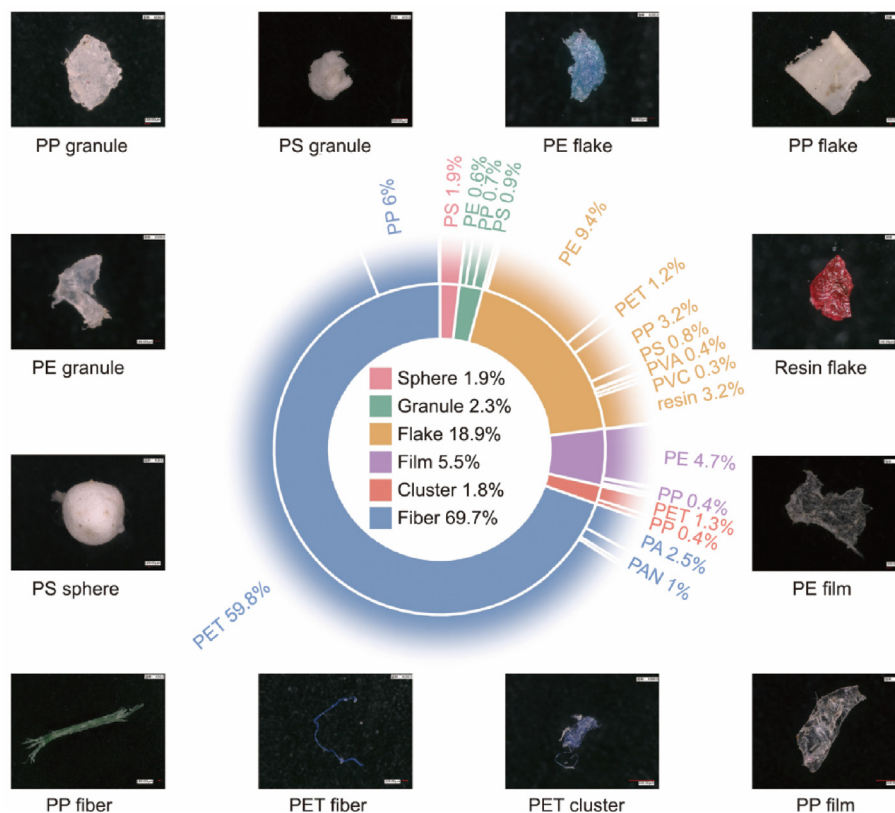 PP granule
PS granule
PE flake
PP flake
PP 6%
PS 1.9%
PE 0.6%
PP 0.7%
PS 0.9%
PE 9.4%
PET 1.2%
PP 3.2%
PS 0.8%
PVA 0.4%
PVC 0.3%
resin 3.2%
PE granule
Resin flake
Sphere 1.9%
Granule 2.3%
Flake 18.9%
Film 5.5%
Cluster 1.8%
Fiber 69.7%
PE 4.7%
PP 0.4%
PET 1.3%
PP 0.4%
PA 2.5%
PAN 1%
PS sphere
PE film
PET 59.8%
PP fiber
PET fiber
PET cluster
PP film